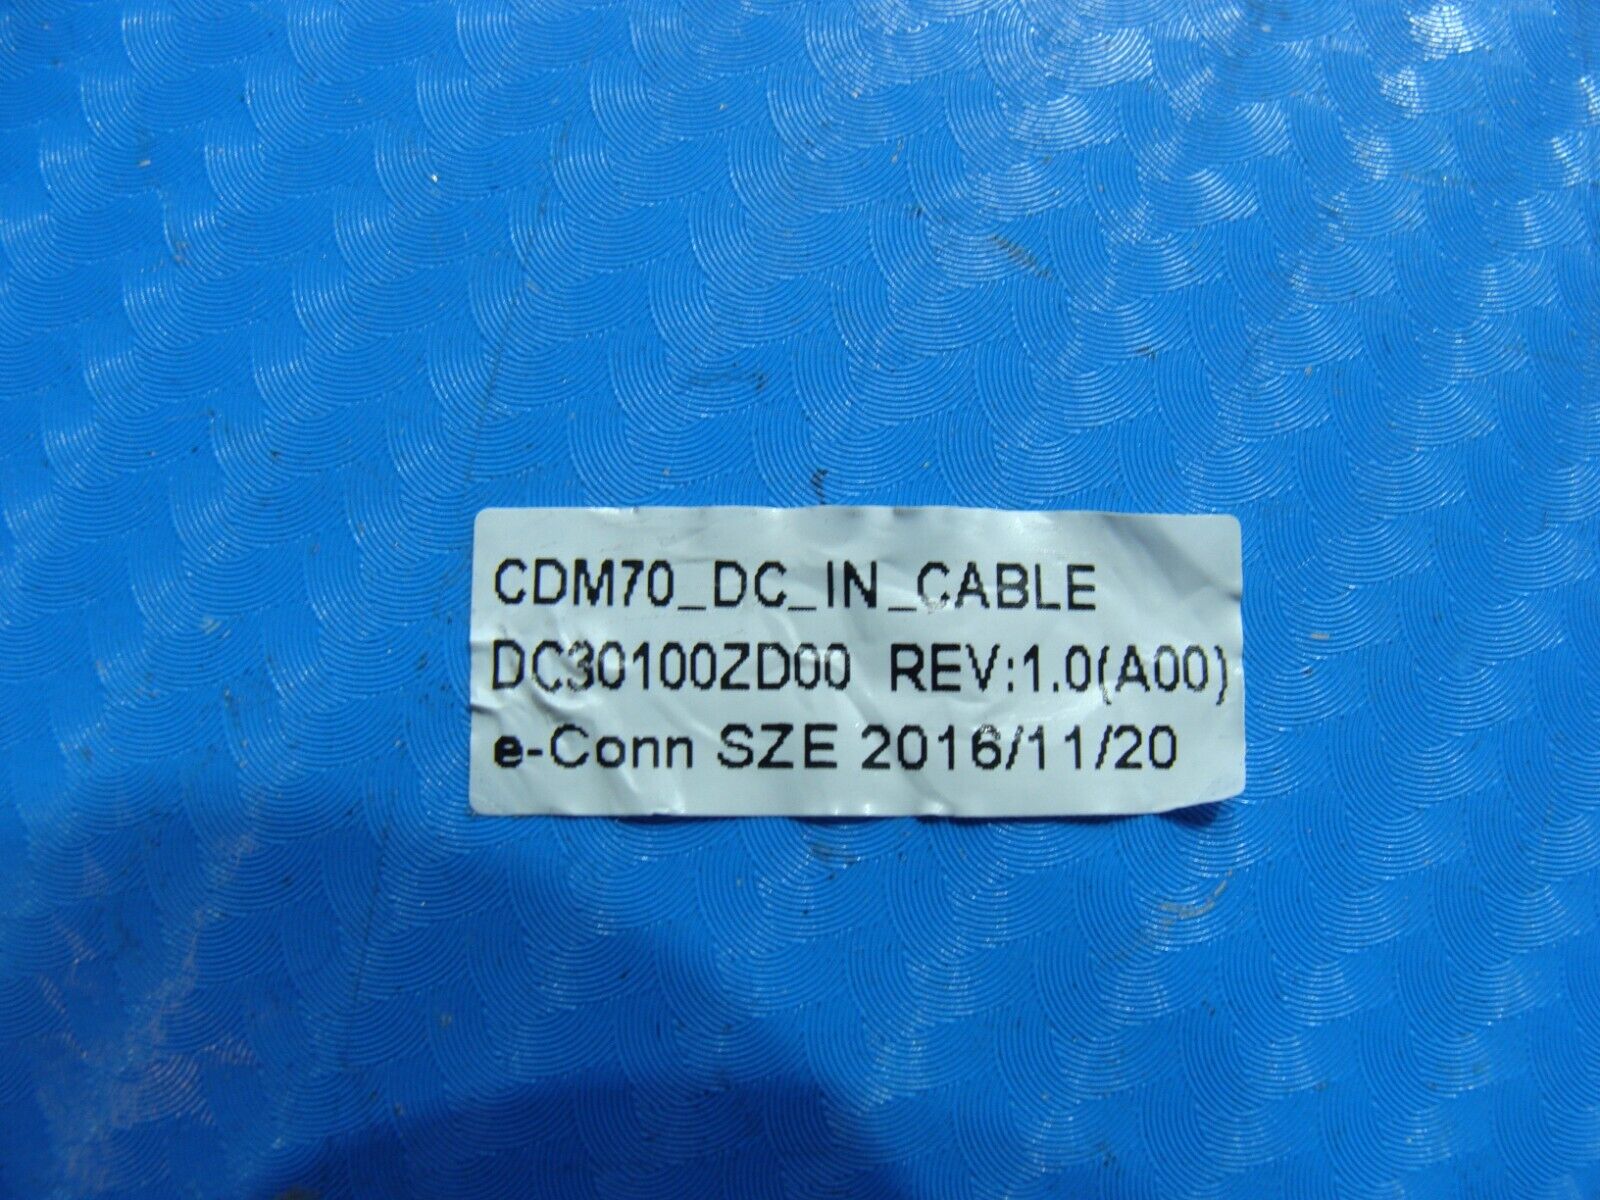 CDM70_DC_IN_CABLE
DC30100ZD00 REV:1.0(A00)
e-Conn SZE 2016/11/20